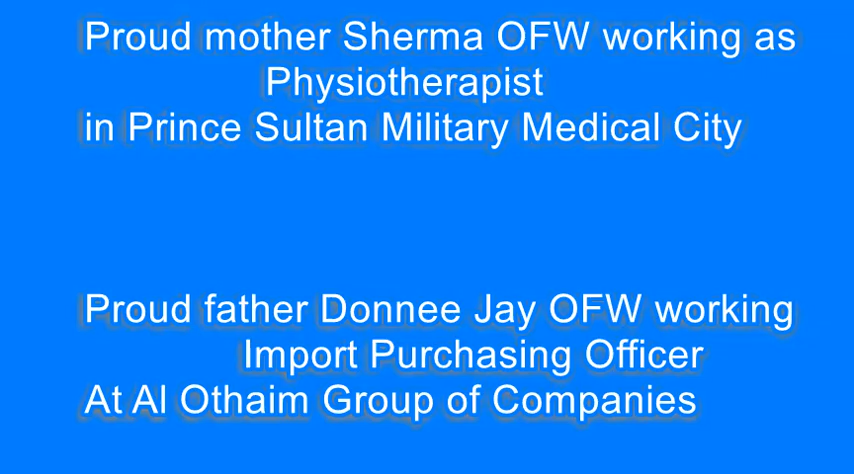 Proud mother Sherma OFW working as
Physiotherapist
in Prince Sultan Military Medical City
Proud father Donnee Jay OFW working
Import Purchasing Officer
At Al Othaim Group of Companies